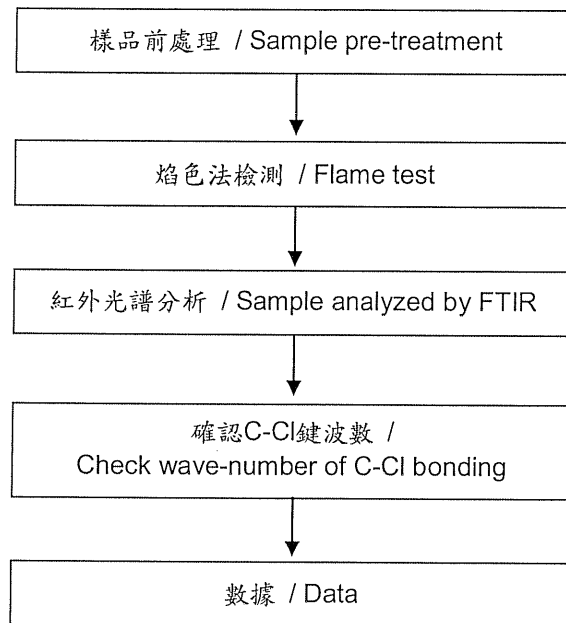 樣品前處理 / Sample pre-treatment
焰色法檢測 / Flame test
紅外光譜分析 / Sample analyzed by FTIR
確認C-Cl鍵波數 /
Check wave-number of C-Cl bonding
數據 / Data